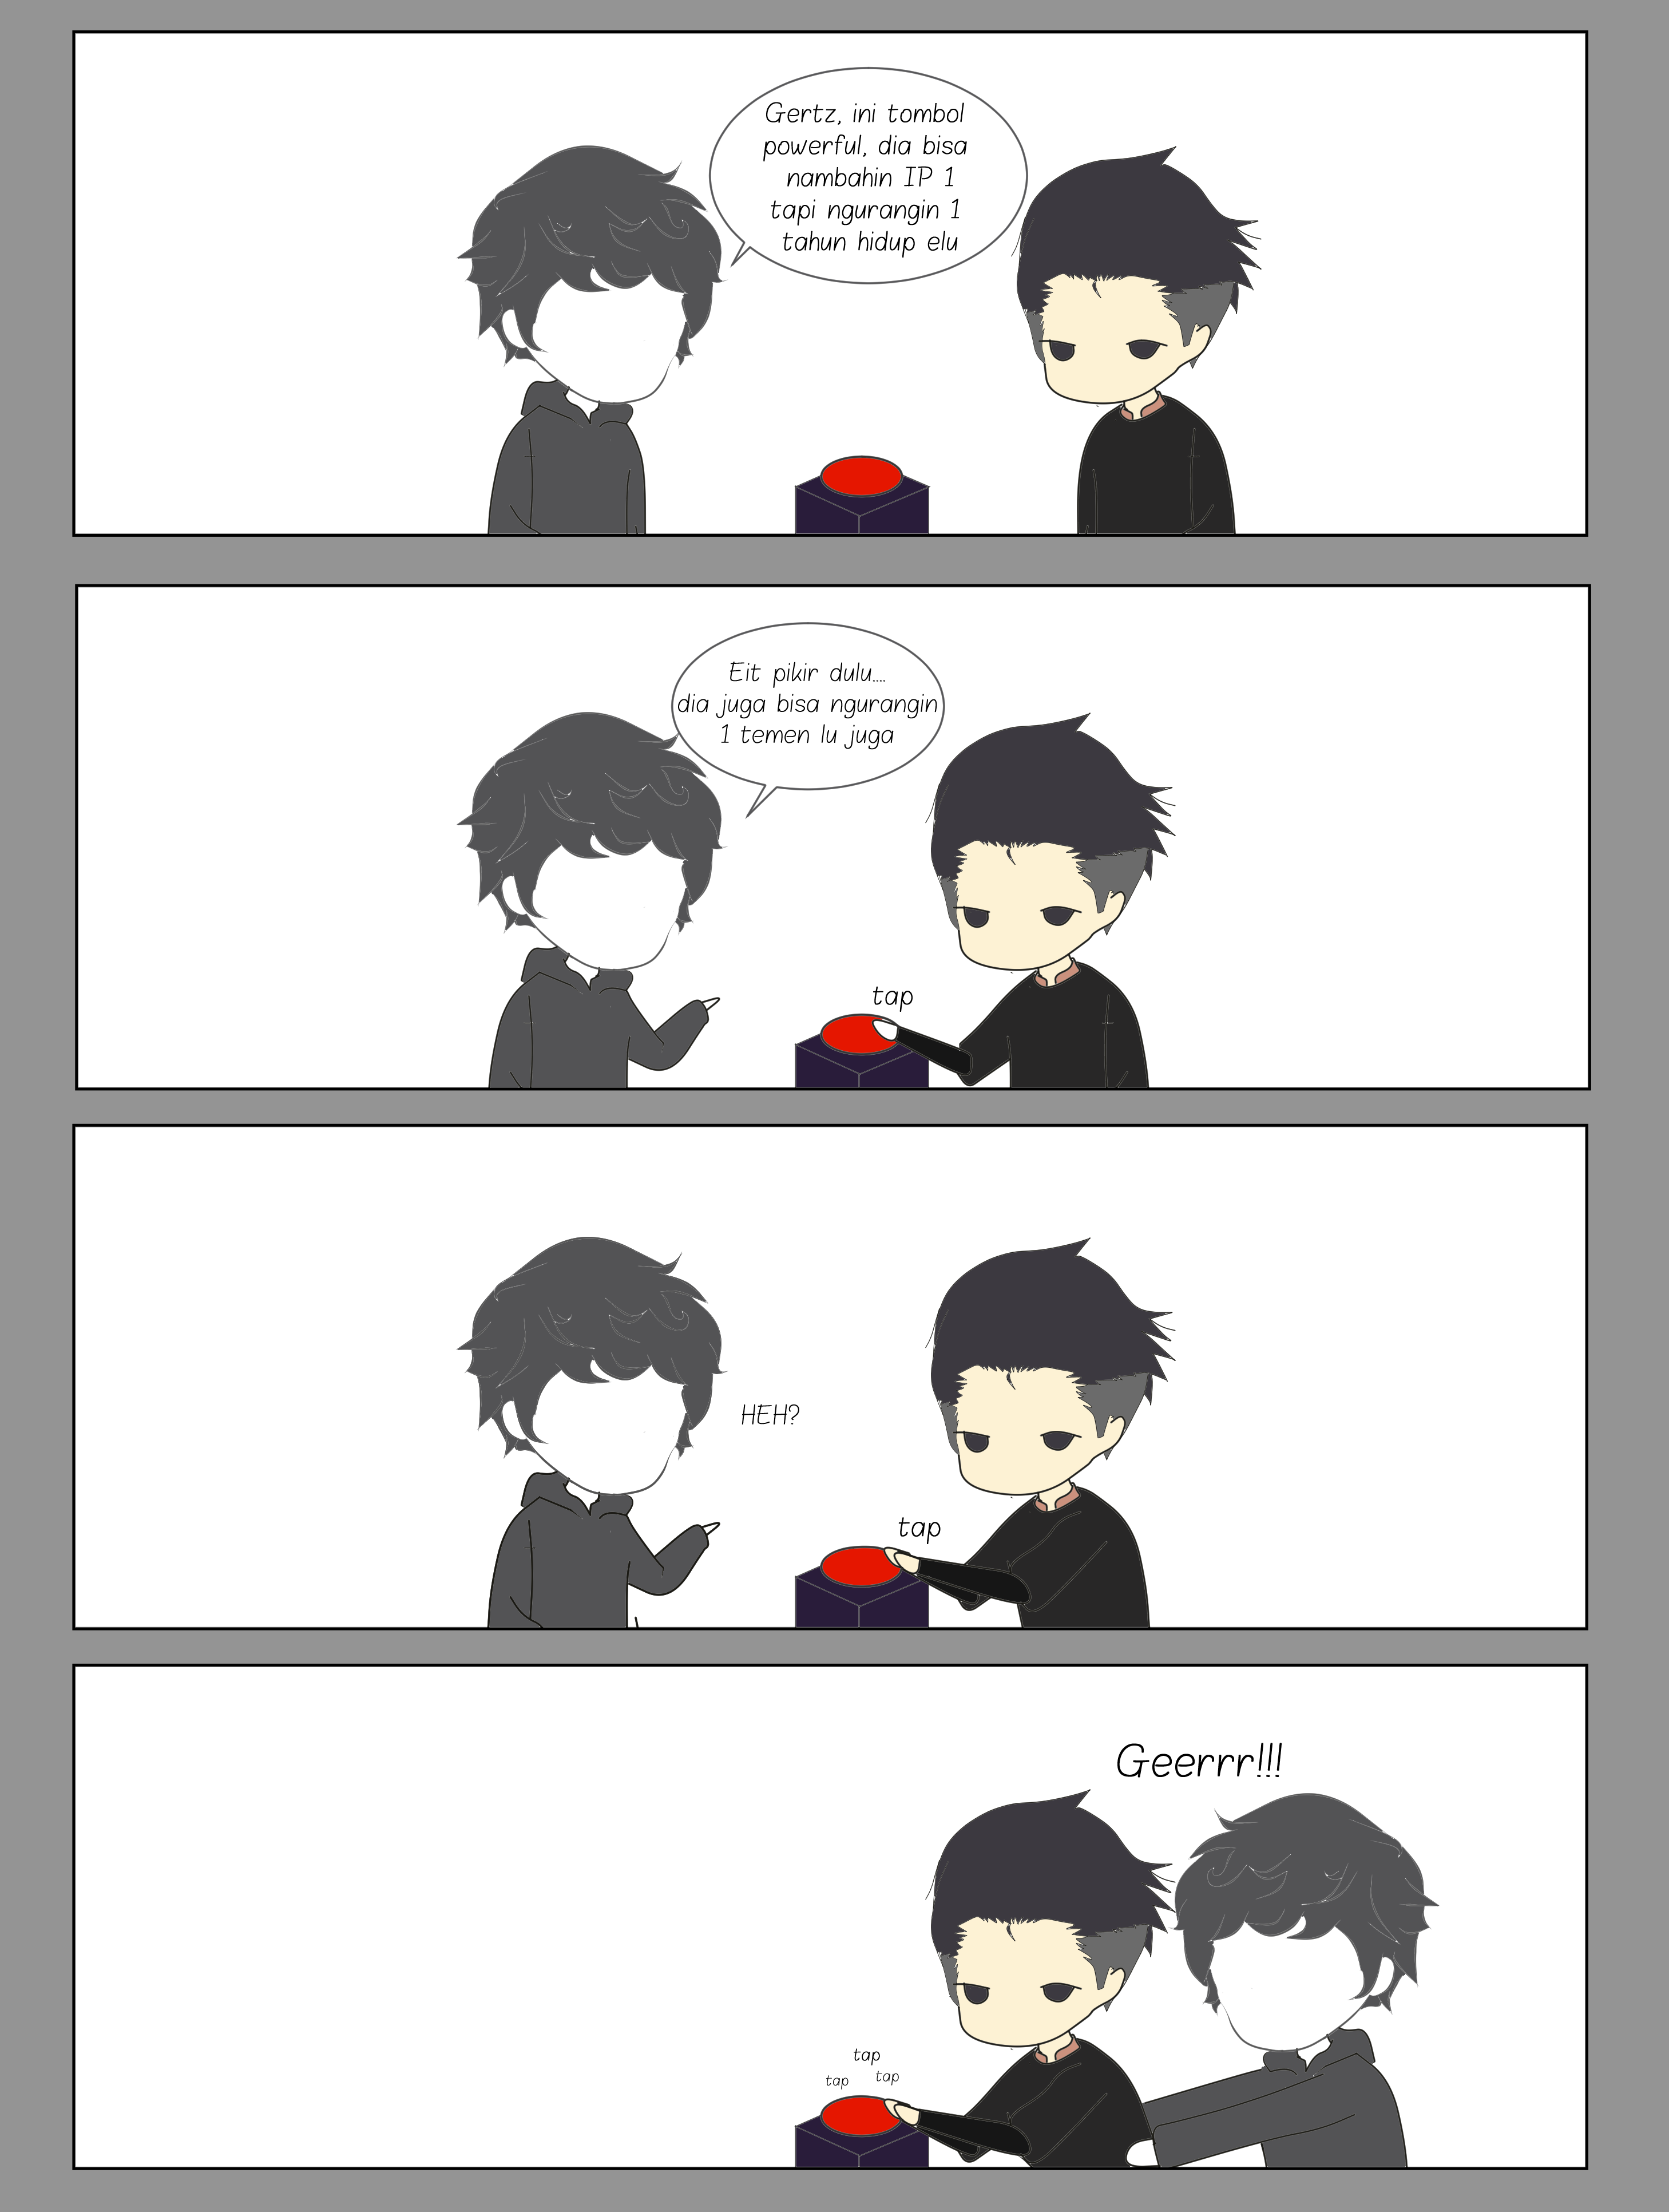 Gertz, ini tombol
powerful, dia bisa
nambahin IP 1
tapi ngurangin 1
tahun hidup elu
Eit pikir dulu....
dia juga bisa ngurangin
1 temen lu juga
tap
HEH?
tap
Geerrr!!!
tap
tap tap